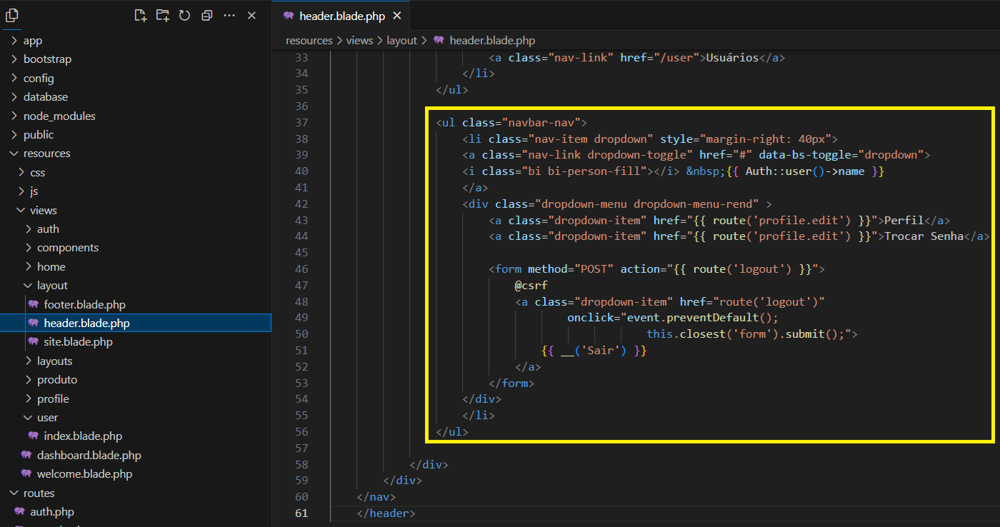 header.blade.php
resources > views > layout > header.blade.php
app
bootstrap
config
database
node_modules
public
resources
css
js
views
auth
components
home
layout
footer.blade.php
header.blade.php
site.blade.php
layouts
produto
profile
user
index.blade.php
dashboard.blade.php
welcome.blade.php
routes
auth.php
33 <a class="nav-link" href="/user">Usuários</a>
34 </li>
35 </ul>
36
37 <ul class="navbar-nav">
38 <li class="nav-item dropdown" style="margin-right: 40px">
39 <a class="nav-link dropdown-toggle" href="#" data-bs-toggle="dropdown">
40 <i class="bi bi-person-fill"></i> &nbsp;{{ Auth::user()->name }}
41 </a>
42 <div class="dropdown-menu dropdown-menu-rend" >
43 <a class="dropdown-item" href="{{ route('profile.edit') }}">Perfil</a>
44 <a class="dropdown-item" href="{{ route('profile.edit') }}">Trocar Senha</a>
45
46 <form method="POST" action="{{ route('logout') }}">
47 @csrf
48 <a class="dropdown-item" href="route('logout')"
49 onclick="event.preventDefault();
50 this.closest('form').submit();">
51 {{ __('Sair') }}
52 </a>
53 </form>
54 </div>
55 </li>
56 </ul>
57
58 </div>
59 </div>
60 </nav>
61 </header>